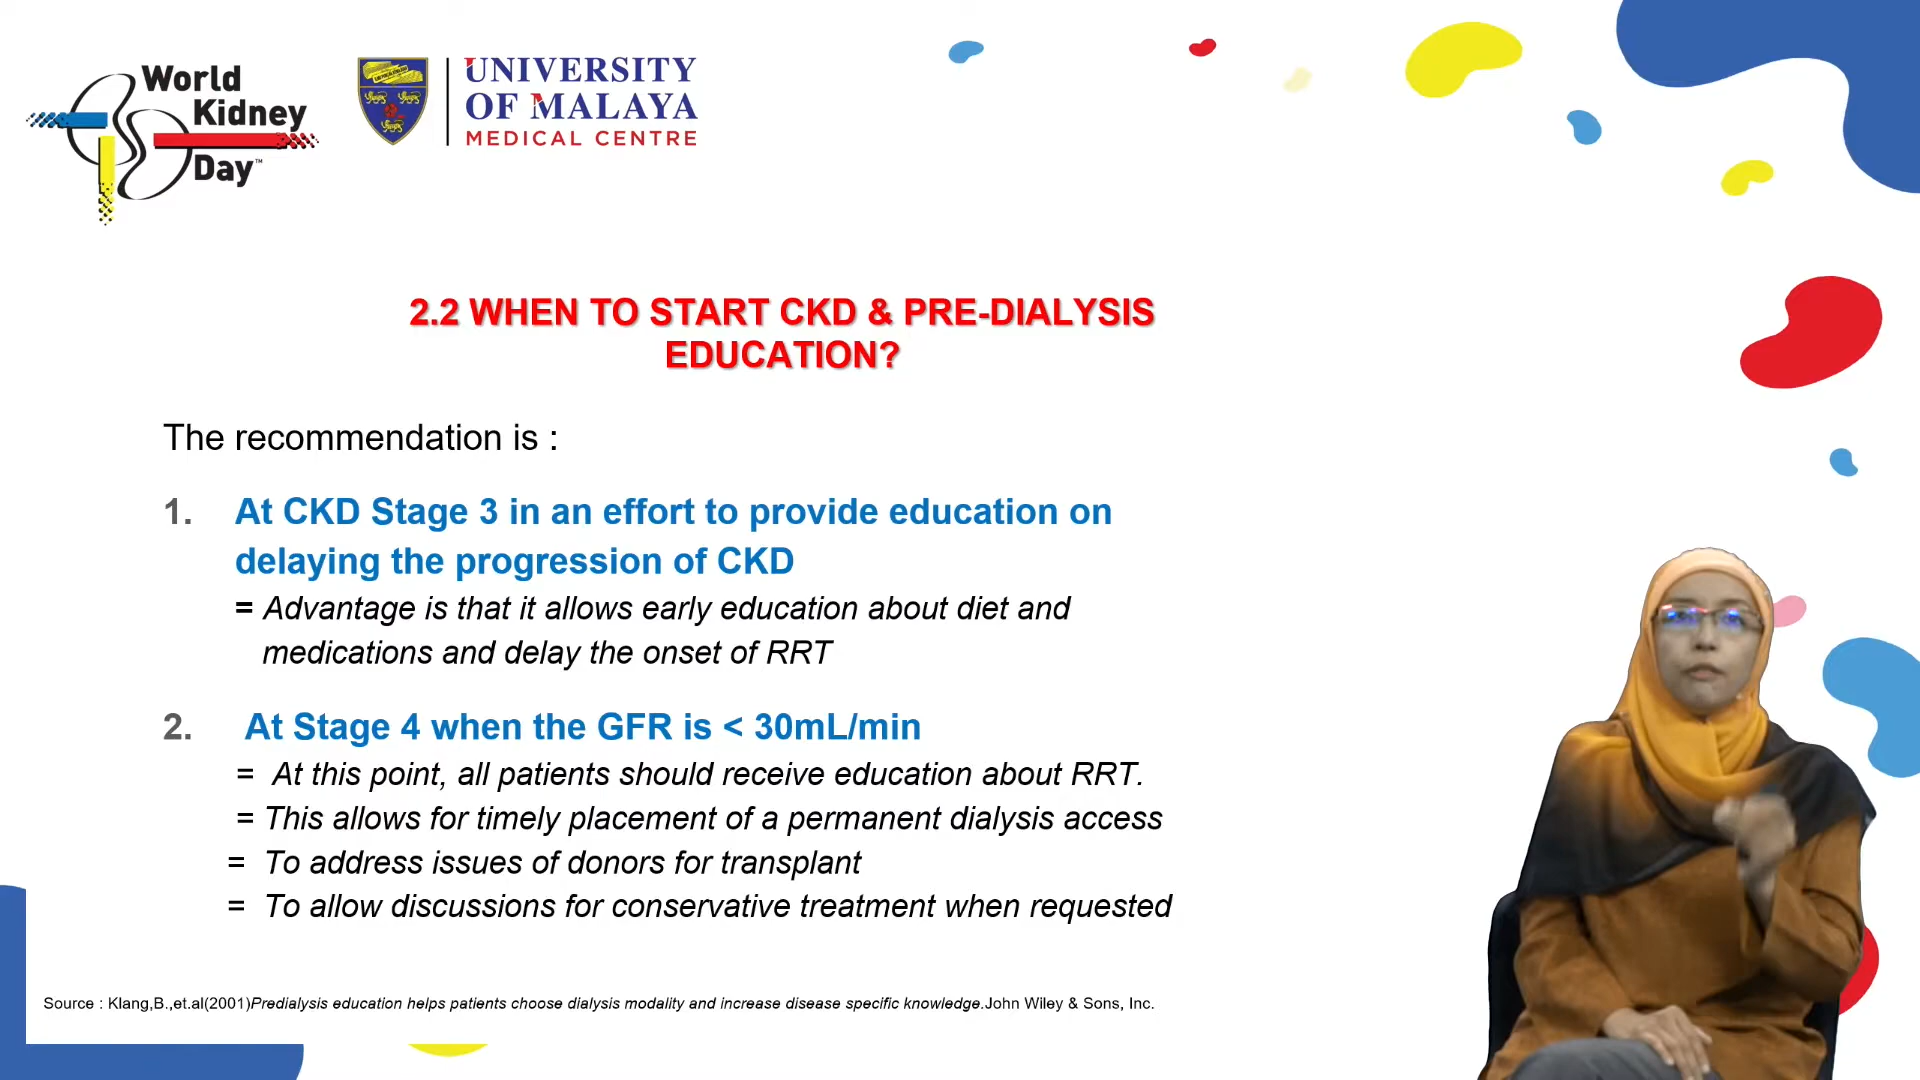 World
Kidney
Day™
UNIVERSITY
OF MALAYA
MEDICAL CENTRE
2.2 WHEN TO START CKD & PRE-DIALYSIS
EDUCATION?
The recommendation is :
1. At CKD Stage 3 in an effort to provide education on
delaying the progression of CKD
= Advantage is that it allows early education about diet and
medications and delay the onset of RRT
2. At Stage 4 when the GFR is < 30mL/min
= At this point, all patients should receive education about RRT.
= This allows for timely placement of a permanent dialysis access
= To address issues of donors for transplant
= To allow discussions for conservative treatment when requested
Source : Klang,B.,et.al(2001)Predialysis education helps patients choose dialysis modality and increase disease specific knowledge.John Wiley & Sons, Inc.